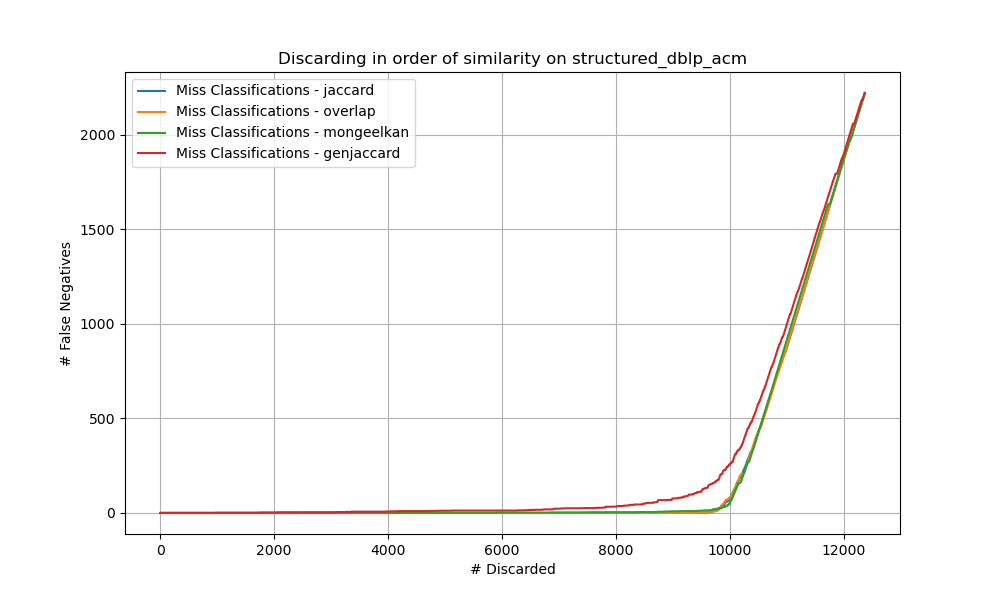 Discarding in order of similarity on structured_dblp_acm
Miss Classifications - jaccard
Miss Classifications - overlap
Miss Classifications - mongeelkan
Miss Classifications - genjaccard
# False Negatives
2000
1500
1000
500
0
0 2000 4000 6000 8000 10000 12000
# Discarded